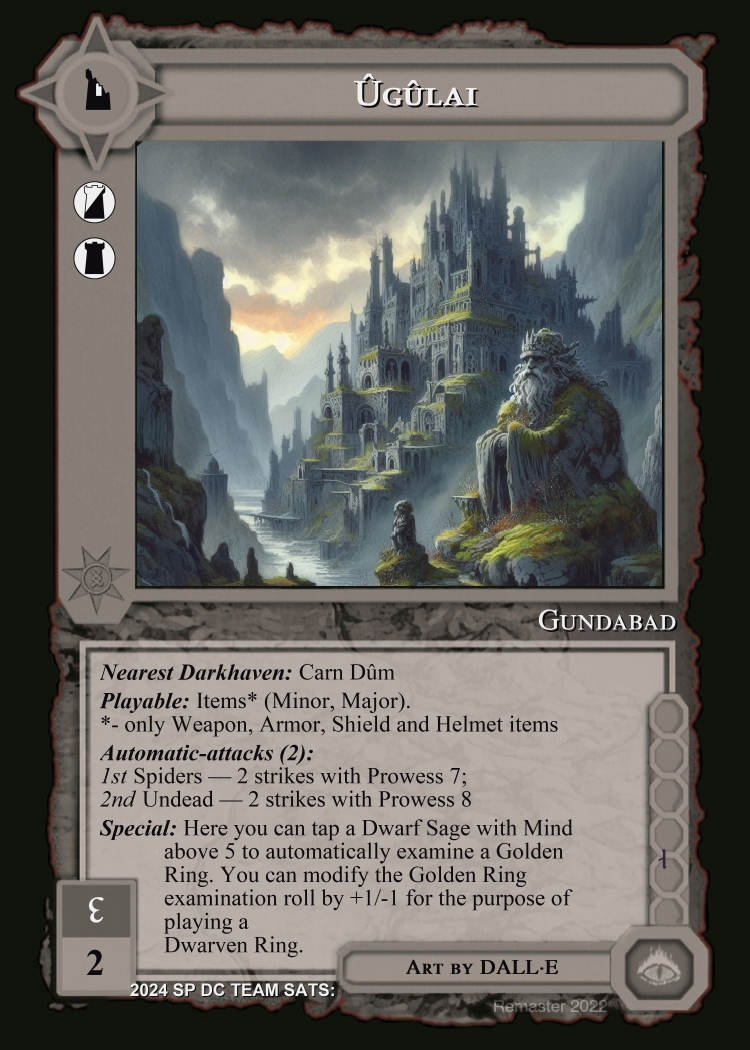 Ûgûlai
Gundabad
Nearest Darkhaven: Carn Dûm
Playable: Items* (Minor, Major).
*- only Weapon, Armor, Shield and Helmet items
Automatic-attacks (2):
1st Spiders — 2 strikes with Prowess 7;
2nd Undead — 2 strikes with Prowess 8
Special: Here you can tap a Dwarf Sage with Mind
above 5 to automatically examine a Golden
Ring. You can modify the Golden Ring
examination roll by +1/-1 for the purpose of
playing a
Dwarven Ring.
2
Art by DALL·E
2024 SP DC TEAM SATS:
Remaster 2022